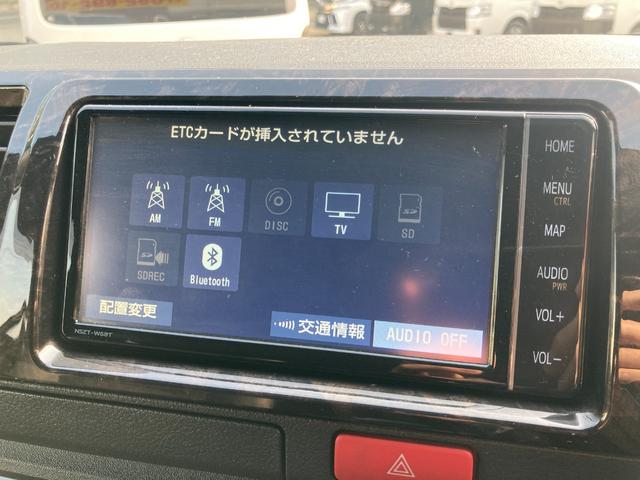 ETCカードが挿入されていません
AM
FM
DISC
TV
SD
SDREC
Bluetooth
配置変更
交通情報
AUDIO OFF
NSZT-W68T
HOME
MENU
CTRL
MAP
AUDIO
PWR
VOL+
VOL−